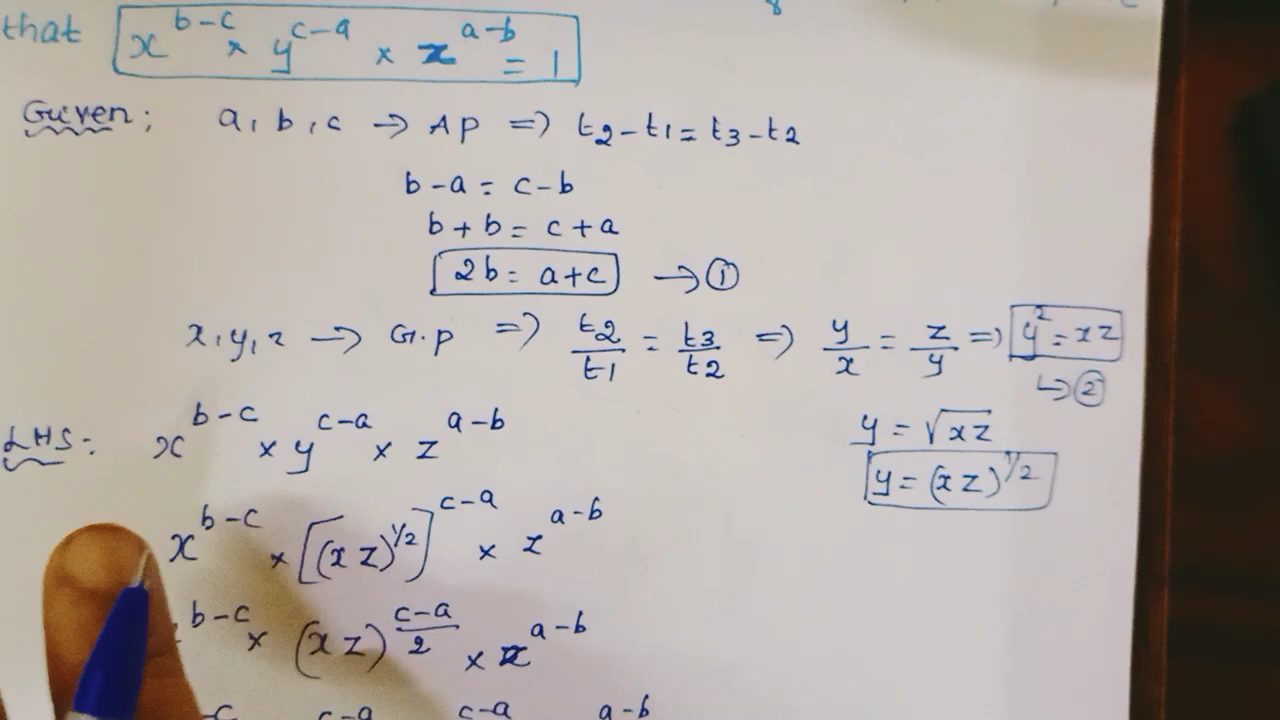 that x^(b-c) × y^(c-a) × z^(a-b) = 1
Given: a, b, c → AP => t2-t1 = t3-t2
b-a = c-b
b+b = c+a
2b = a+c → ①
x, y, z → G.p => t2/t1 = t3/t2 => y/x = z/y => y² = xz
↳ ②
y = √xz
y = (xz)^1/2
LHS: x^(b-c) × y^(c-a) × z^(a-b)
x^(b-c) × [(xz)^1/2]^(c-a) × z^(a-b)
b-c × (xz)^((c-a)/2) × z^(a-b)
-c c-a c-a a-b